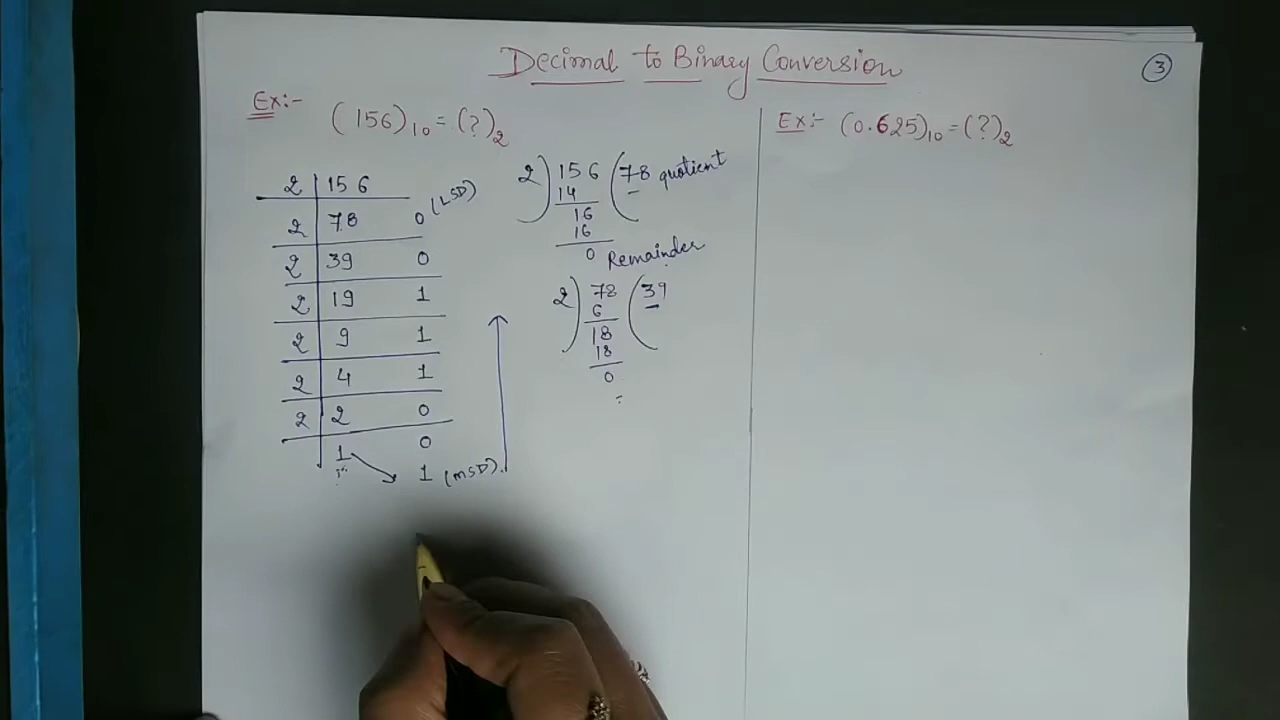 Decimal to Binary Conversion
3
Ex:- (156)10 = (?)2
2 | 156
2 | 78 0 (LSD)
2 | 39 0
2 | 19 1
2 | 9 1
2 | 4 1
2 | 2 0
1 0
1 (MSD)
2) 156 (78 quotient
14
16
16
0 Remainder
2) 78 (39
6
18
18
0
Ex:- (0.625)10 = (?)2